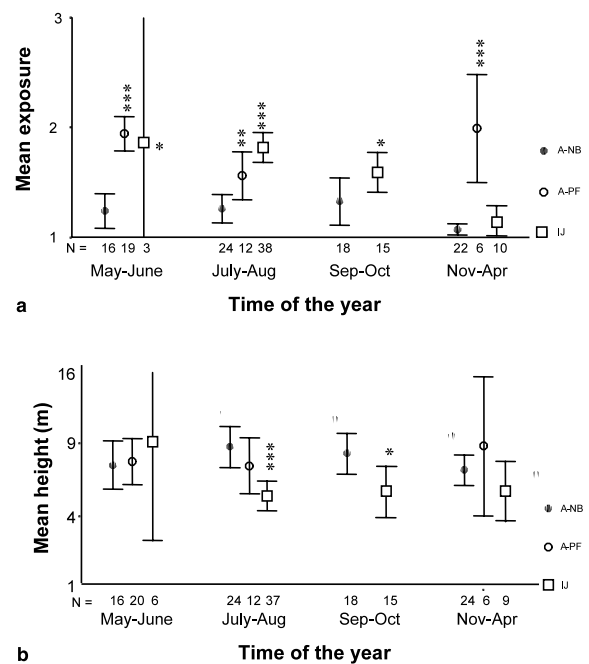 3
***
***
***
**
*
*
2
A-NB
A-PF
IJ
1
Mean exposure
N = 16 19 3 24 12 38 18 15 22 6 10
May-June July-Aug Sep-Oct Nov-Apr
a Time of the year
16
9
***
*
4
A-NB
A-PF
IJ
1
Mean height (m)
N = 16 20 6 24 12 37 18 15 24 6 9
May-June July-Aug Sep-Oct Nov-Apr
b Time of the year